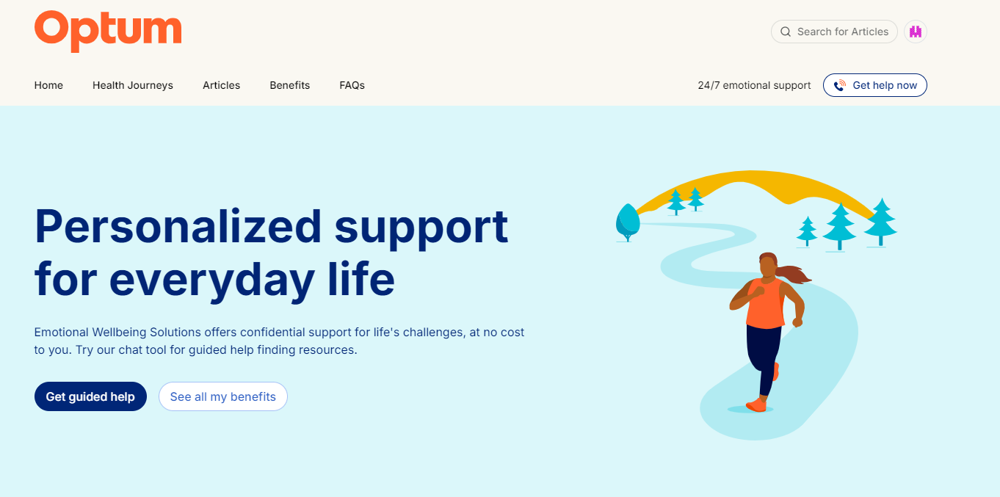 Optum
Search for Articles
Home
Health Journeys
Articles
Benefits
FAQs
24/7 emotional support
Get help now
Personalized support
for everyday life
Emotional Wellbeing Solutions offers confidential support for life's challenges, at no cost
to you. Try our chat tool for guided help finding resources.
Get guided help
See all my benefits